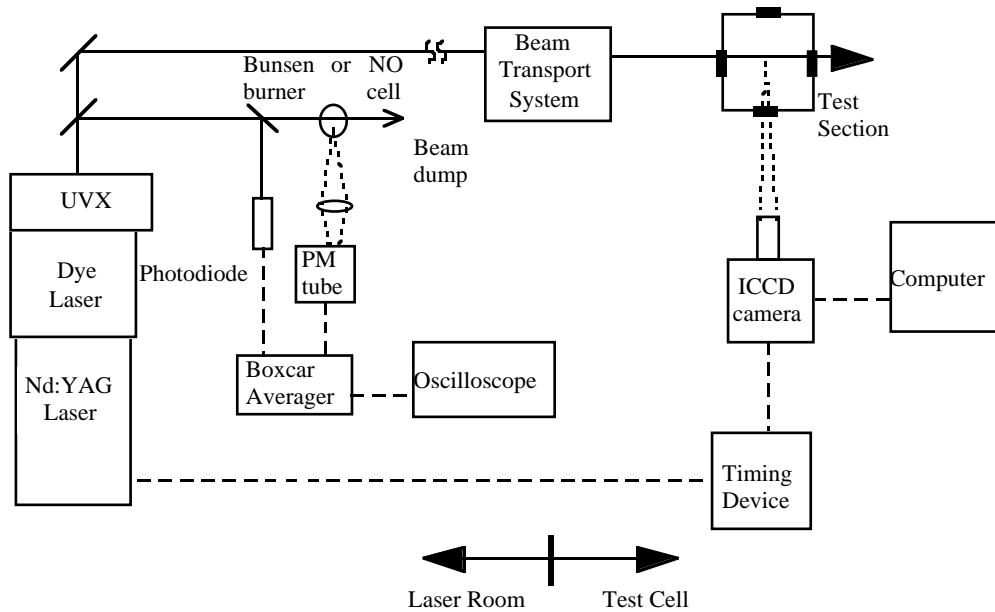 Beam
Transport
System
Bunsen or NO
burner cell
Test
Section
Beam
dump
UVX
Dye
Laser
Photodiode
PM
tube
ICCD
camera
Computer
Nd:YAG
Laser
Boxcar
Averager
Oscilloscope
Timing
Device
Laser Room
Test Cell